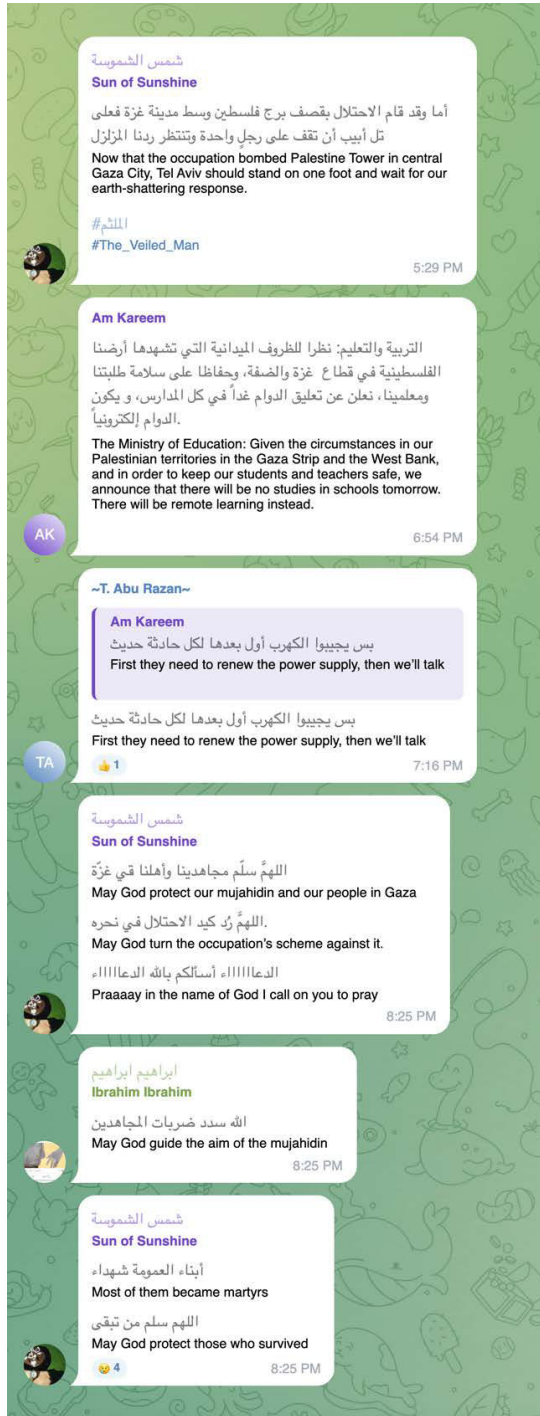 شمس الشموسة
Sun of Sunshine
أما وقد قام الاحتلال بقصف برج فلسطين وسط مدينة غزة فعلى
تل أبيب أن تقف على رجلٍ واحدة وتنتظر ردنا المزلزل
Now that the occupation bombed Palestine Tower in central
Gaza City, Tel Aviv should stand on one foot and wait for our
earth-shattering response.
#الملثم
#The_Veiled_Man
5:29 PM
Am Kareem
التربية والتعليم: نظرا للظروف الميدانية التي تشهدها أرضنا
الفلسطينية في قطاع غزة والضفة، وحفاظا على سلامة طلبتنا
ومعلمينا، نعلن عن تعليق الدوام غداً في كل المدارس، و يكون
الدوام إلكترونياً.
The Ministry of Education: Given the circumstances in our
Palestinian territories in the Gaza Strip and the West Bank,
and in order to keep our students and teachers safe, we
announce that there will be no studies in schools tomorrow.
There will be remote learning instead.
AK
6:54 PM
~T. Abu Razan~
Am Kareem
بس يجيبوا الكهرب أول بعدها لكل حادثة حديث
First they need to renew the power supply, then we'll talk
بس يجيبوا الكهرب أول بعدها لكل حادثة حديث
First they need to renew the power supply, then we'll talk
TA
1
7:16 PM
شمس الشموسة
Sun of Sunshine
اللهمَّ سلّم مجاهدينا وأهلنا قي غزّة
May God protect our mujahidin and our people in Gaza
اللهمَّ رُد كيد الاحتلال في نحره.
May God turn the occupation's scheme against it.
الدعاااااء أسألكم بالله الدعاااااء
Praaaay in the name of God I call on you to pray
8:25 PM
ابراهيم ابراهيم
Ibrahim Ibrahim
الله سدد ضربات المجاهدين
May God guide the aim of the mujahidin
8:25 PM
شمس الشموسة
Sun of Sunshine
أبناء العمومة شهداء
Most of them became martyrs
اللهم سلم من تبقى
May God protect those who survived
4
8:25 PM